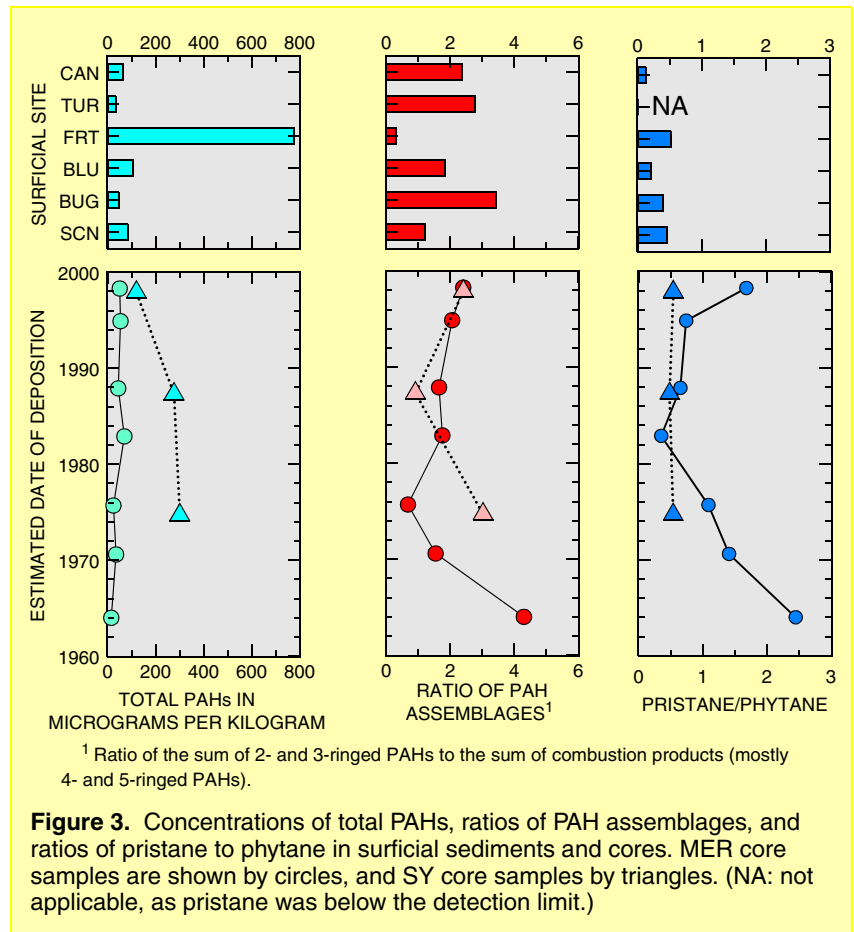 0 200 400 600 800
0 2 4 6
0 1 2 3
SURFICIAL SITE
CAN
TUR
FRT
BLU
BUG
SCN
NA
ESTIMATED DATE OF DEPOSITION
2000
1990
1980
1970
1960
0 200 400 600 800
0 2 4 6
0 1 2 3
TOTAL PAHs IN
MICROGRAMS PER KILOGRAM
RATIO OF PAH
ASSEMBLAGES¹
PRISTANE/PHYTANE
¹ Ratio of the sum of 2- and 3-ringed PAHs to the sum of combustion products (mostly
4- and 5-ringed PAHs).
Figure 3. Concentrations of total PAHs, ratios of PAH assemblages, and
ratios of pristane to phytane in surficial sediments and cores. MER core
samples are shown by circles, and SY core samples by triangles. (NA: not
applicable, as pristane was below the detection limit.)